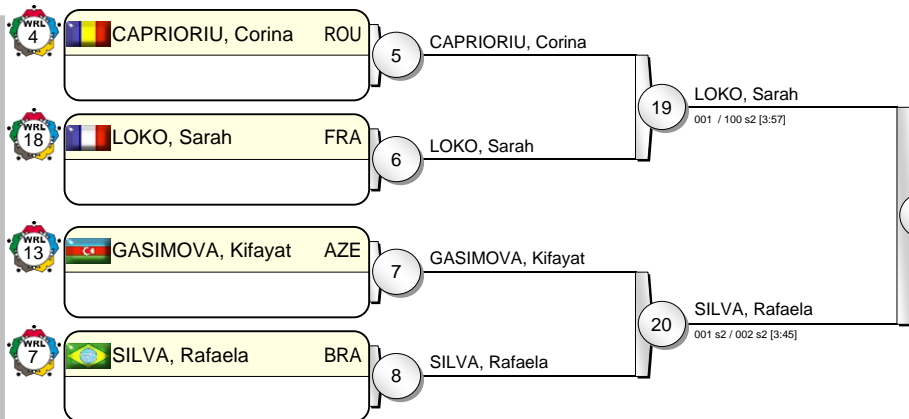 WRL
4
CAPRIORIU, Corina ROU
5
CAPRIORIU, Corina
WRL
18
LOKO, Sarah FRA
6
LOKO, Sarah
19
LOKO, Sarah
001 / 100 s2 [3:57]
WRL
13
GASIMOVA, Kifayat AZE
7
GASIMOVA, Kifayat
WRL
7
SILVA, Rafaela BRA
8
SILVA, Rafaela
20
SILVA, Rafaela
001 s2 / 002 s2 [3:45]